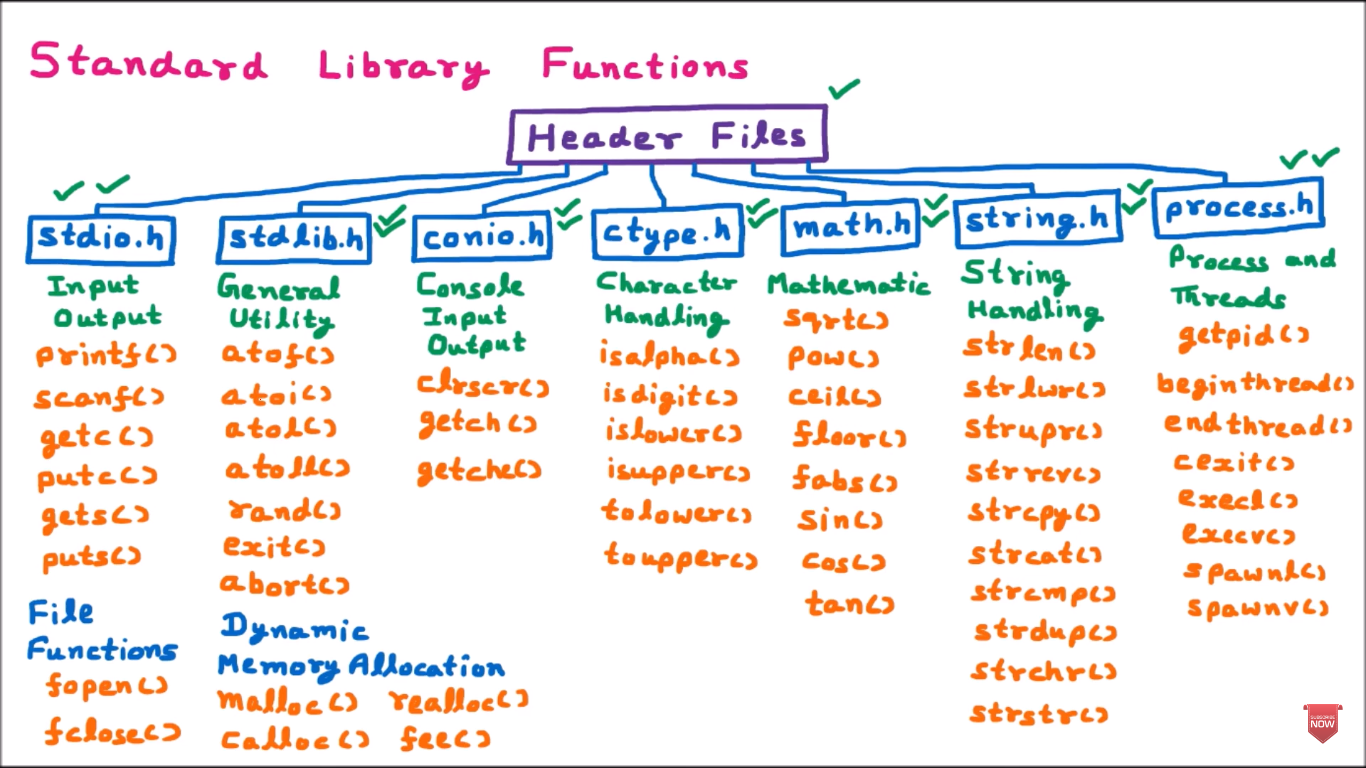 Standard Library Functions
Header Files
stdio.h
Input
Output
printf()
scanf()
getc()
putc()
gets()
puts()
File
Functions
fopen()
fclose()
stdlib.h
General
Utility
atof()
atoi()
atol()
atoll()
rand()
exit()
abort()
Dynamic
Memory Allocation
malloc() realloc()
calloc() fee()
conio.h
Console
Input
Output
clrscr()
getch()
getche()
ctype.h
Character
Handling
isalpha()
isdigit()
islower()
isupper()
tolower()
toupper()
math.h
Mathematic
sqrt()
pow()
ceil()
floor()
fabs()
sin()
cos()
tan()
string.h
String
Handling
strlen()
strlwr()
strupr()
strrev()
strcpy()
strcat()
strcmp()
strdup()
strchr()
strstr()
process.h
Process and
Threads
getpid()
beginthread()
endthread()
cexit()
execl()
execv()
spawnl()
spawnv()
SUBSCRIBE
NOW